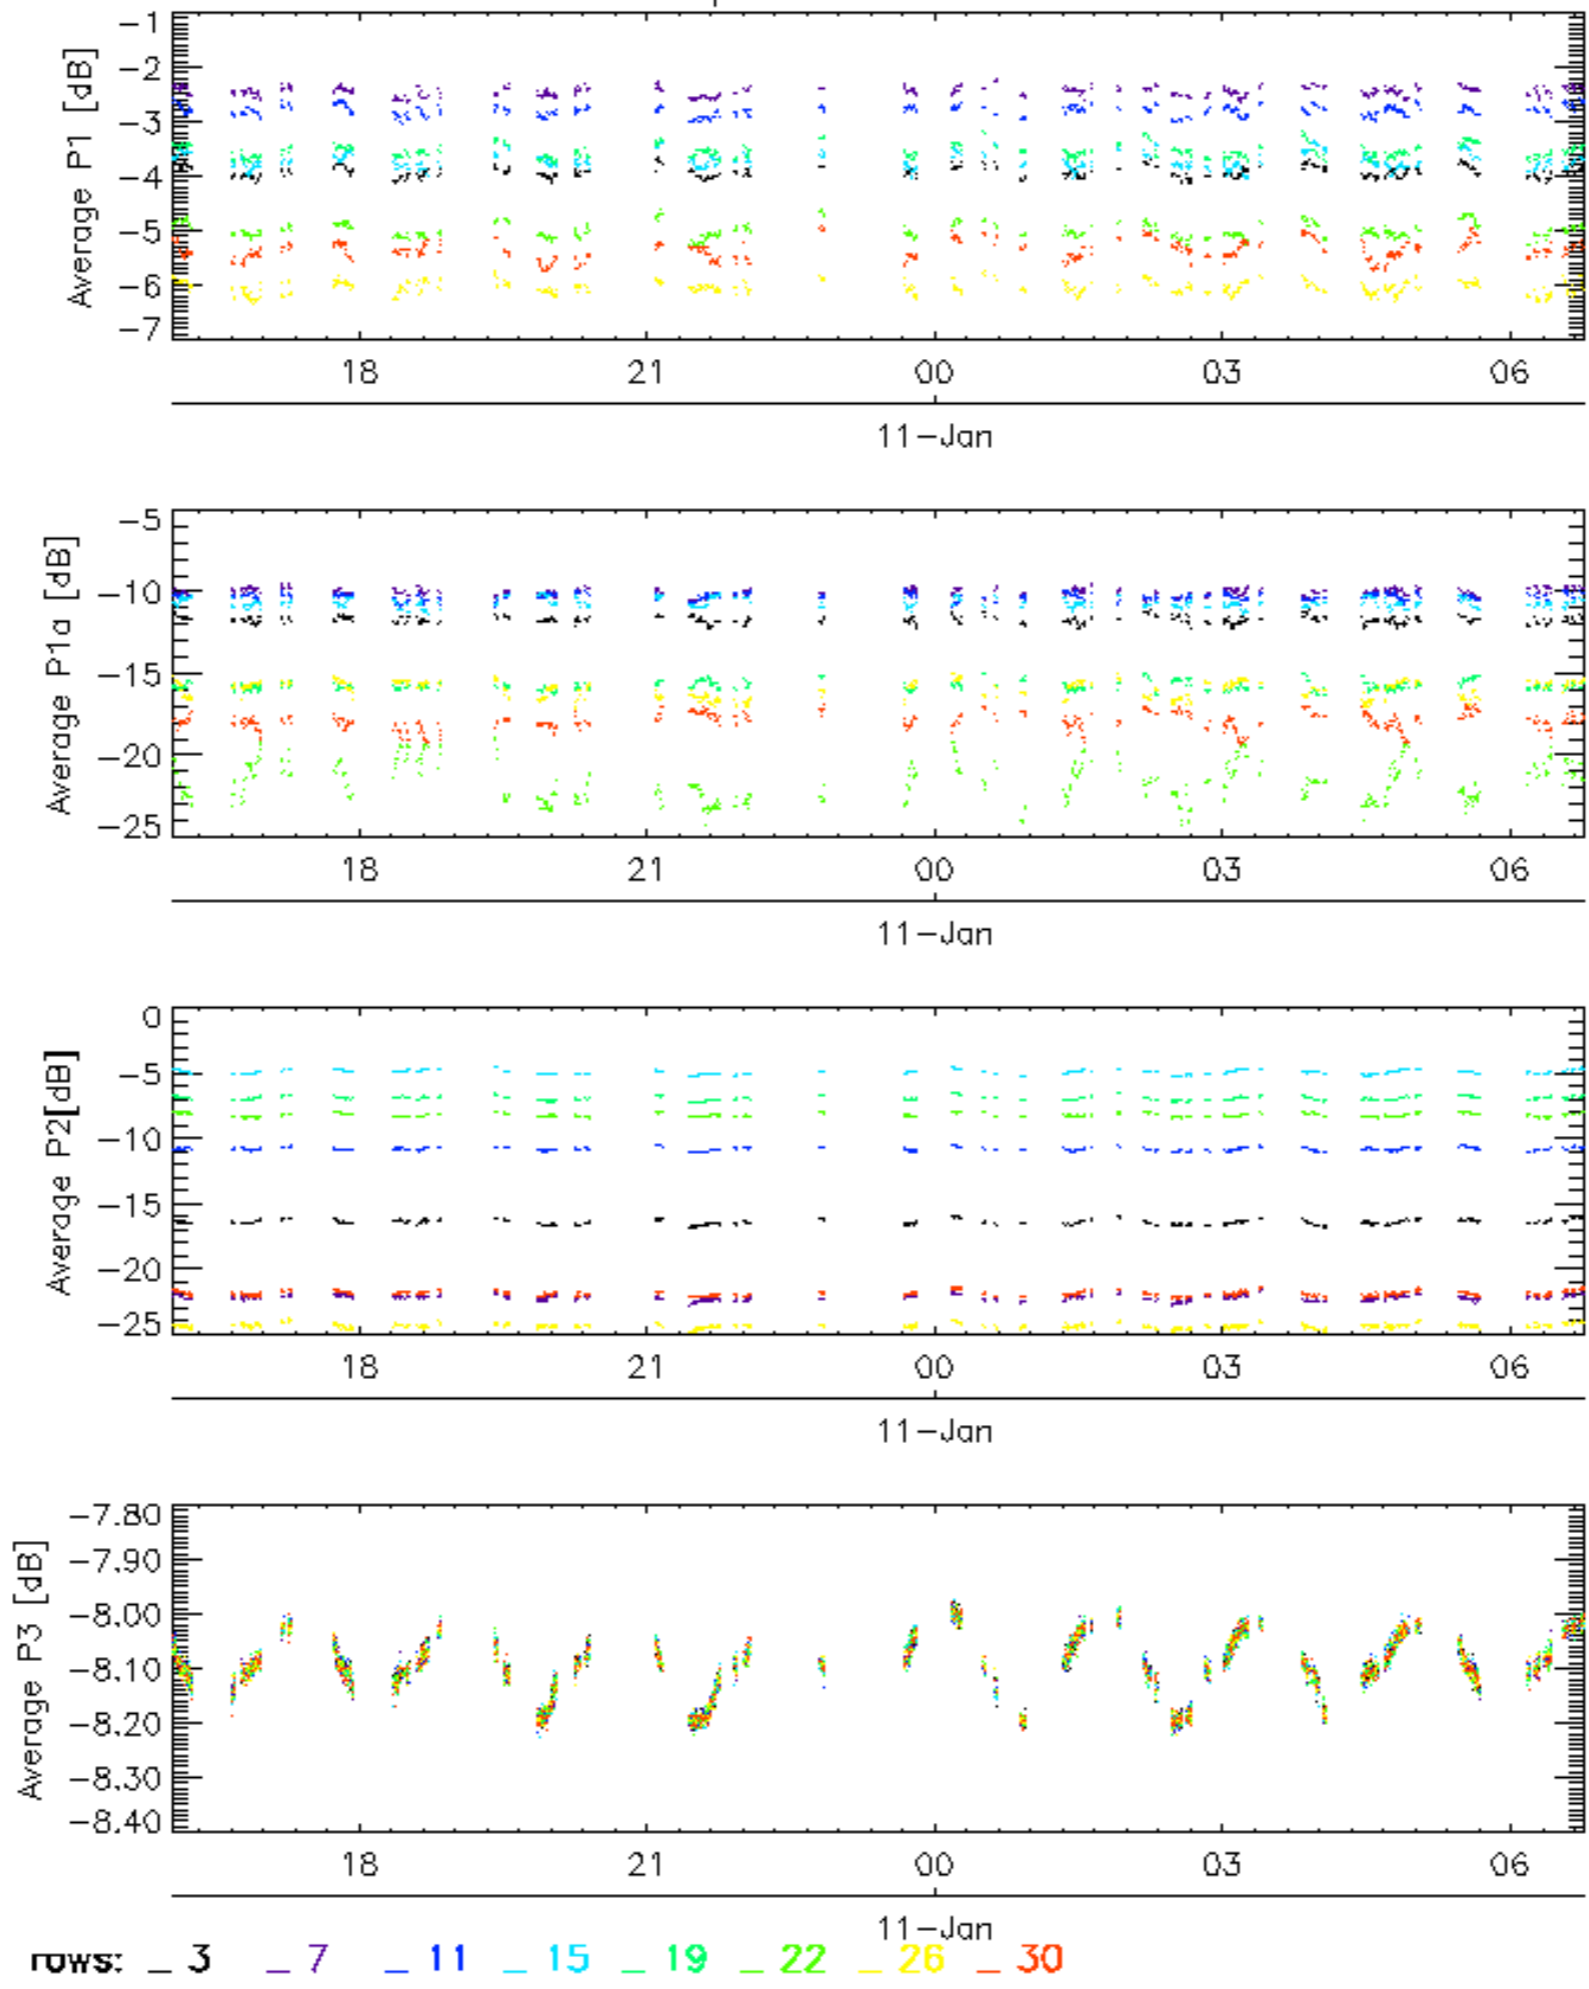 Average P1 [dB]
-1
-2
-3
-4
-5
-6
-7
18 21 00 03 06
11-Jan
Average P1a [dB]
-5
-10
-15
-20
-25
18 21 00 03 06
11-Jan
Average P2[dB]
0
-5
-10
-15
-20
-25
18 21 00 03 06
11-Jan
Average P3 [dB]
-7.80
-7.90
-8.00
-8.10
-8.20
-8.30
-8.40
18 21 00 03 06
11-Jan
rows: _ 3 _ 7 _ 11 _ 15 _ 19 _ 22 _ 26 _ 30